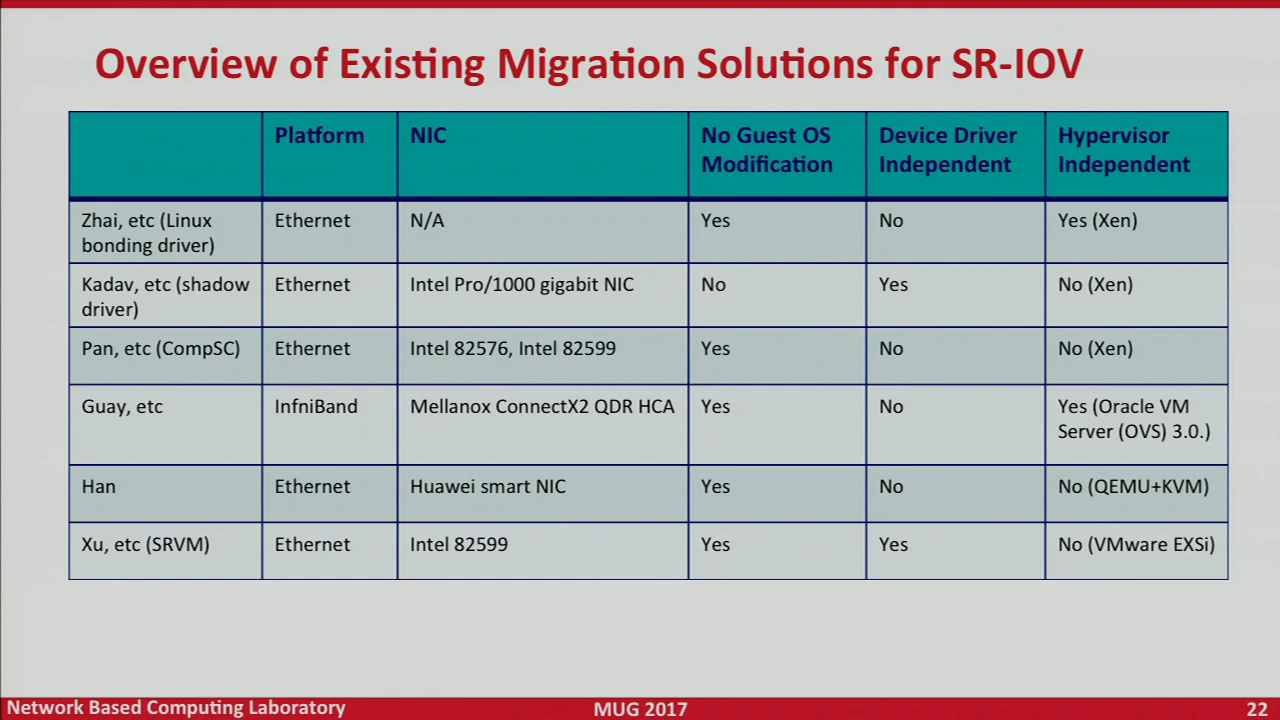 Overview of Existing Migration Solutions for SR-IOV
Platform
NIC
No Guest OS
Modification
Device Driver
Independent
Hypervisor
Independent
Zhai, etc (Linux
bonding driver)
Ethernet
N/A
Yes
No
Yes (Xen)
Kadav, etc (shadow
driver)
Ethernet
Intel Pro/1000 gigabit NIC
No
Yes
No (Xen)
Pan, etc (CompSC)
Ethernet
Intel 82576, Intel 82599
Yes
No
No (Xen)
Guay, etc
InfniBand
Mellanox ConnectX2 QDR HCA
Yes
No
Yes (Oracle VM
Server (OVS) 3.0.)
Han
Ethernet
Huawei smart NIC
Yes
No
No (QEMU+KVM)
Xu, etc (SRVM)
Ethernet
Intel 82599
Yes
Yes
No (VMware EXSi)
Network Based Computing Laboratory
MUG 2017
22